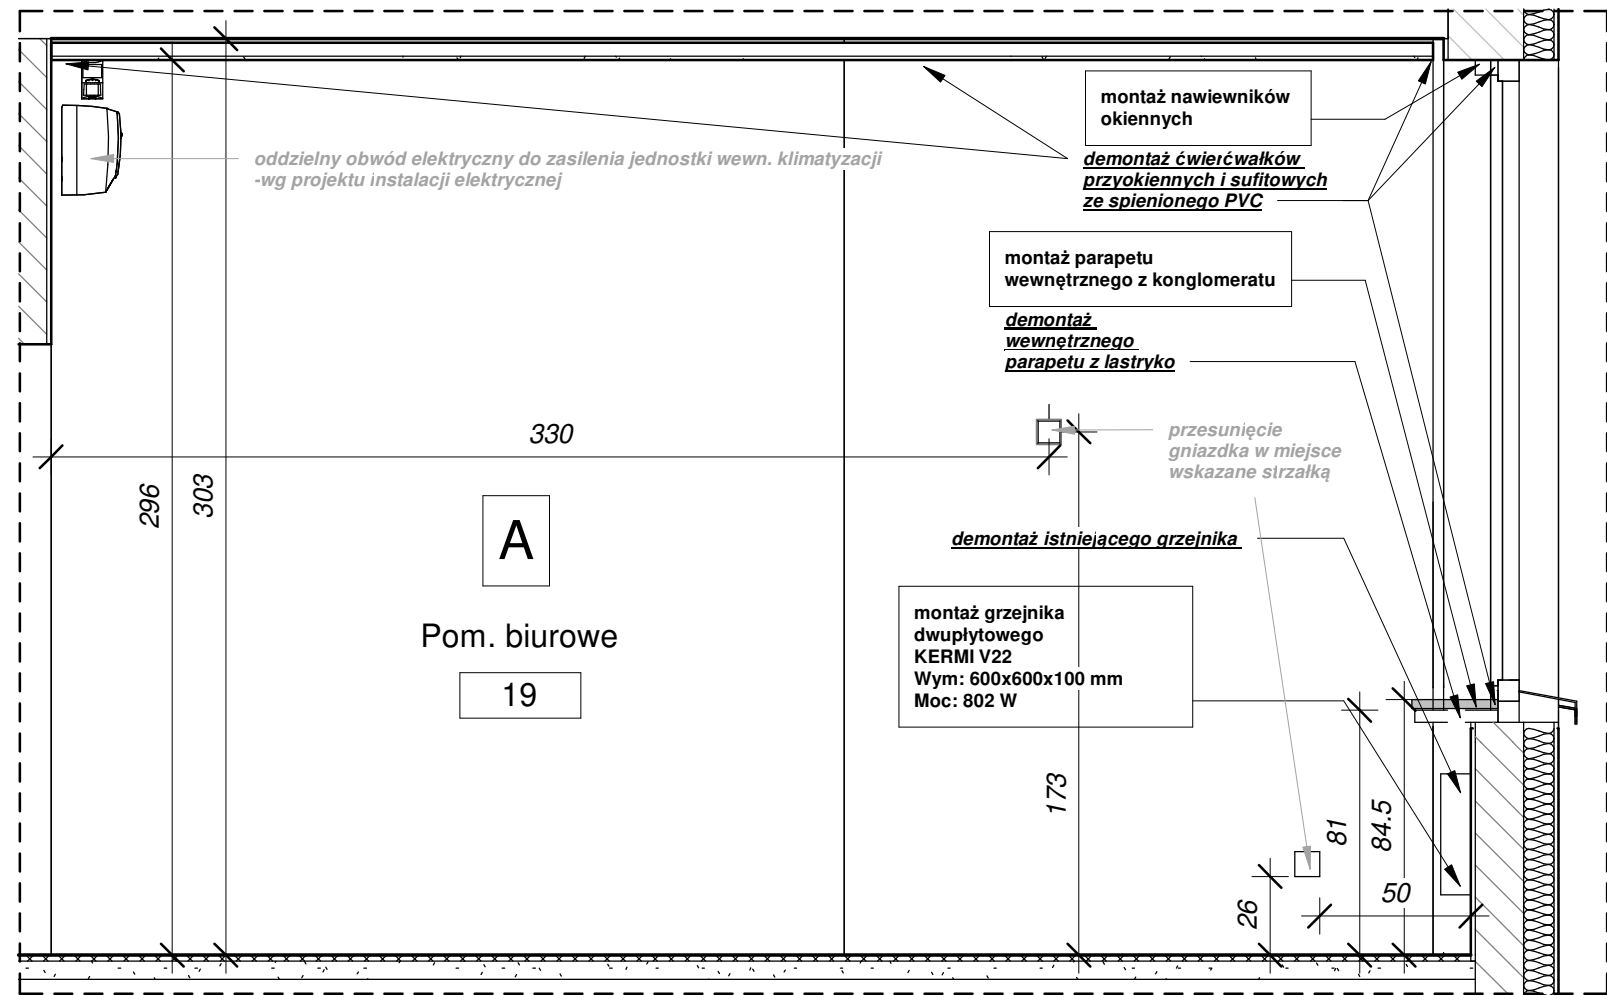 montaż nawiewników
okiennych
oddzielny obwód elektryczny do zasilenia jednostki wewn. klimatyzacji
-wg projektu instalacji elektrycznej
demontaż ćwierćwałków
przyokiennych i sufitowych
ze spienionego PVC
montaż parapetu
wewnętrznego z konglomeratu
demontaż
wewnętrznego
parapetu z lastryko
330
przesunięcie
gniazdka w miejsce
wskazane strzałką
296
303
A
demontaż istniejącego grzejnika
Pom. biurowe
19
montaż grzejnika
dwupłytowego
KERMI V22
Wym: 600x600x100 mm
Moc: 802 W
173
81
84.5
26
50